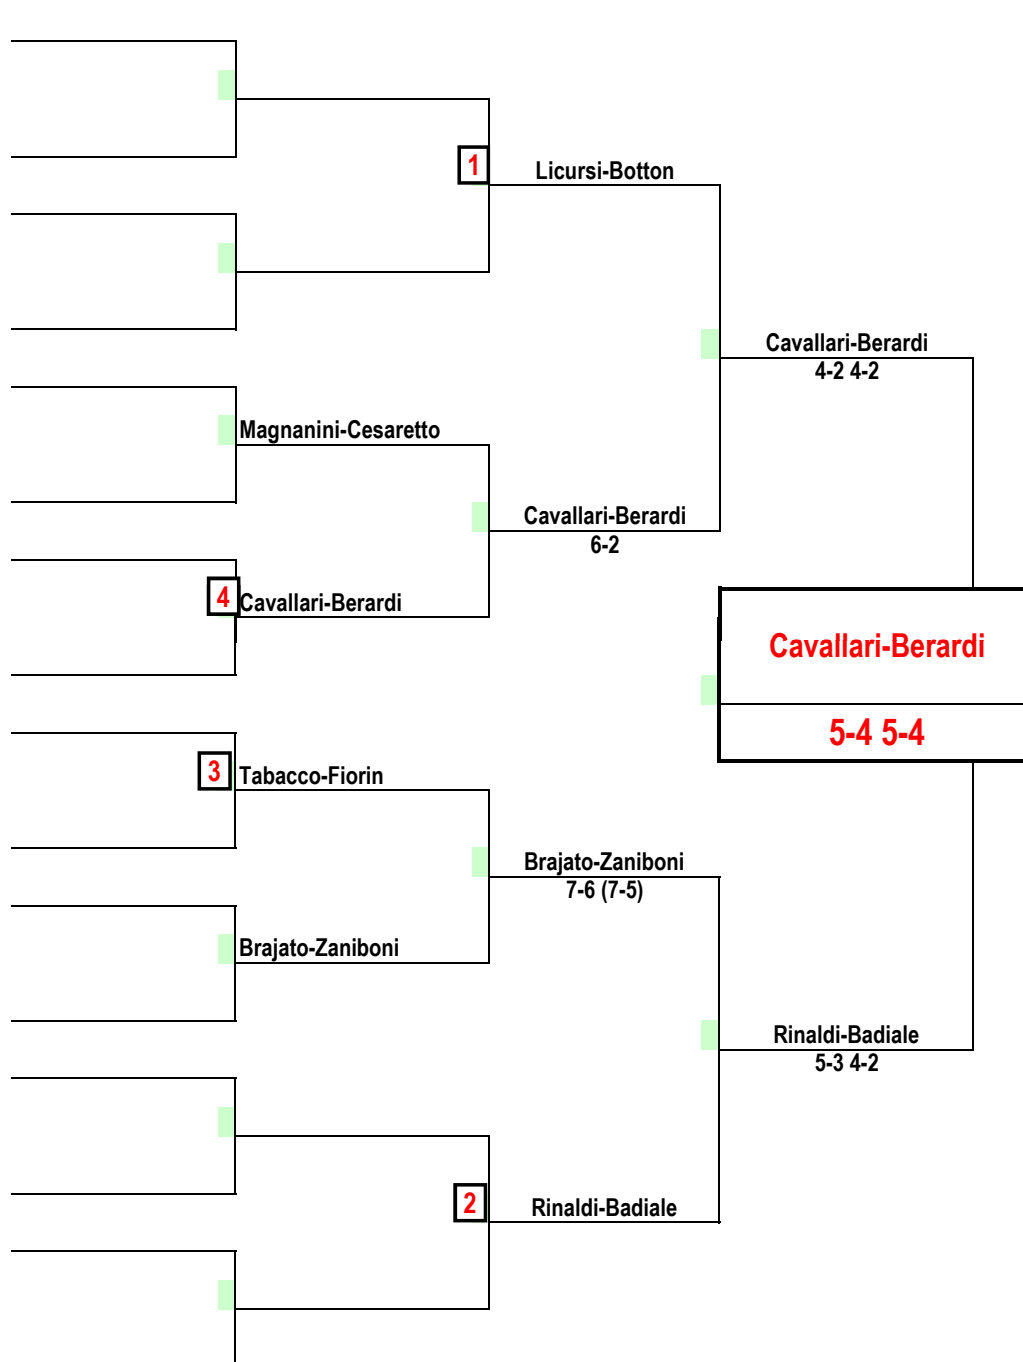 1
Licursi-Botton
Cavallari-Berardi
4-2 4-2
Magnanini-Cesaretto
Cavallari-Berardi
6-2
4
Cavallari-Berardi
Cavallari-Berardi
5-4 5-4
3
Tabacco-Fiorin
Brajato-Zaniboni
7-6 (7-5)
Brajato-Zaniboni
Rinaldi-Badiale
5-3 4-2
2
Rinaldi-Badiale